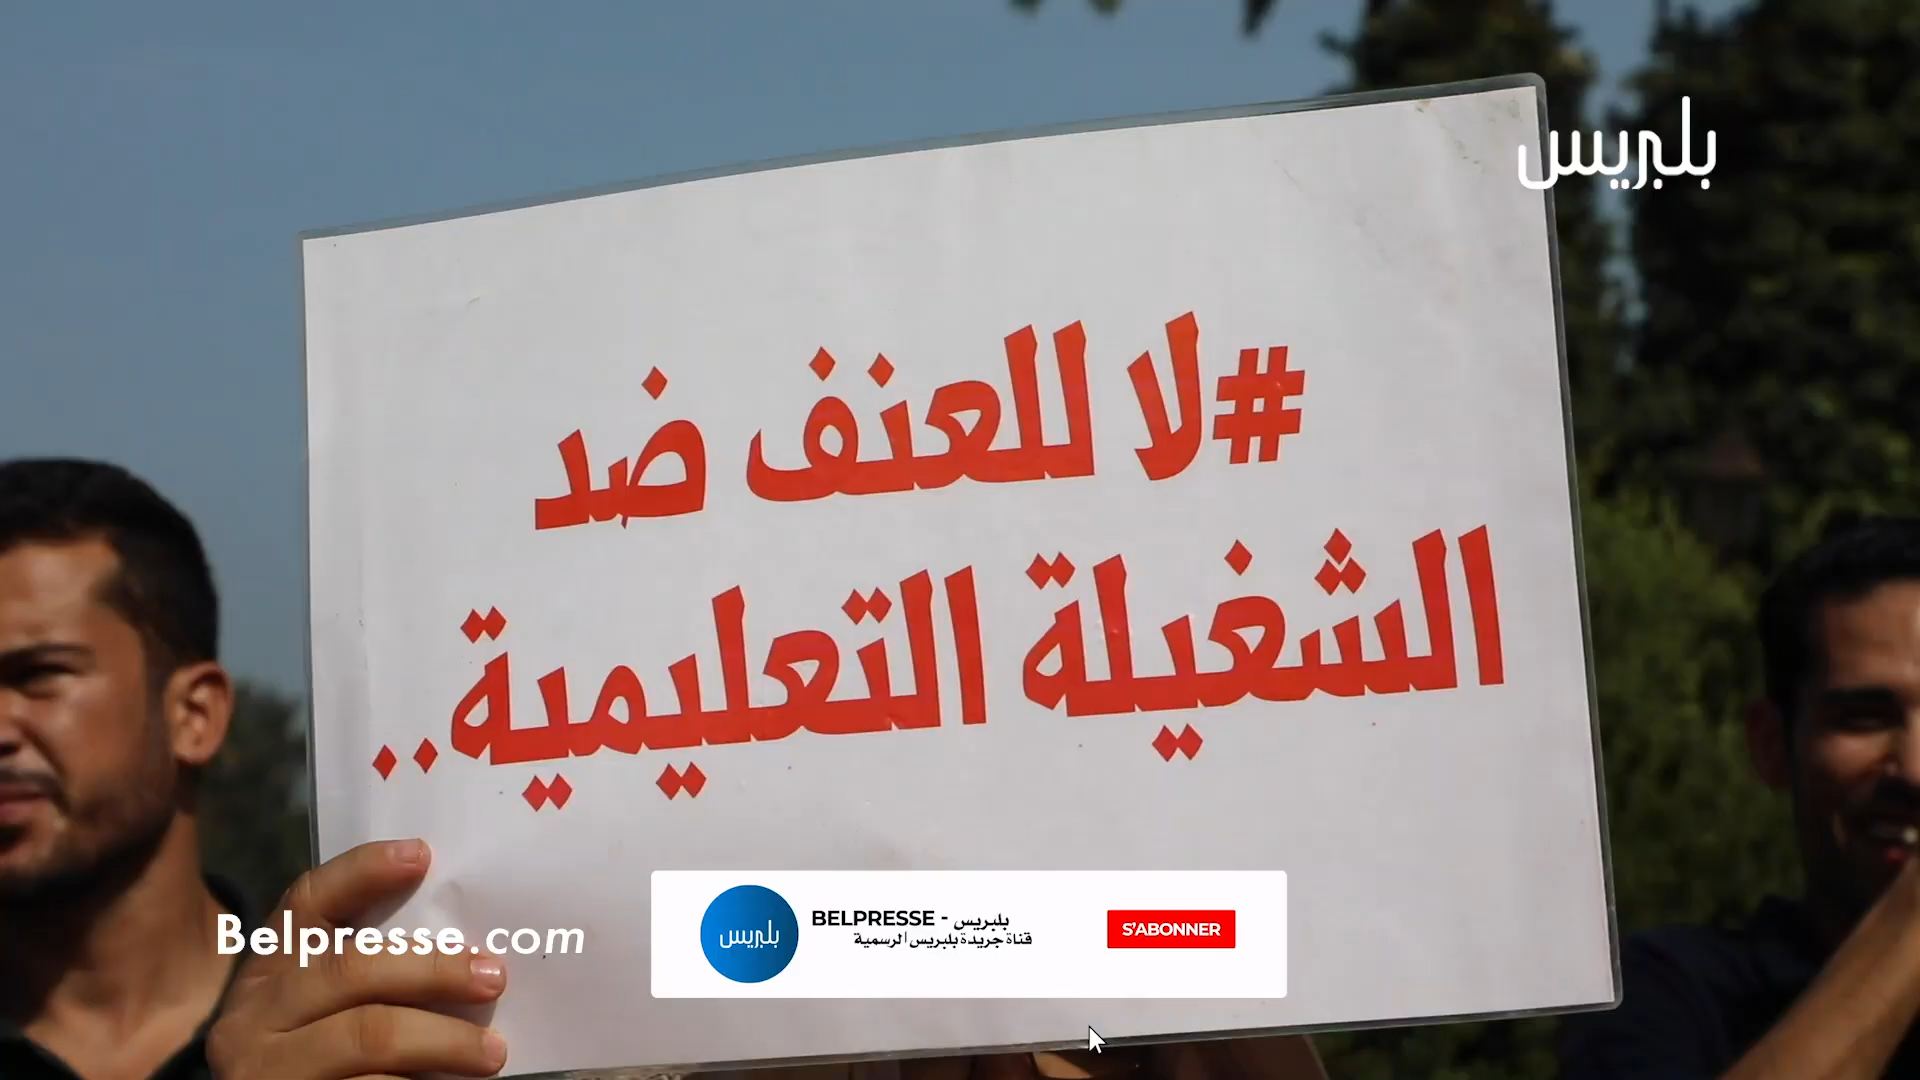 بلبريس
#لا للعنف ضد
الشغيلة التعليمية..
Belpresse.com
بلبريس
BELPRESSE - بلبريس
قناة جريدة بلبريس الرسمية
S'ABONNER